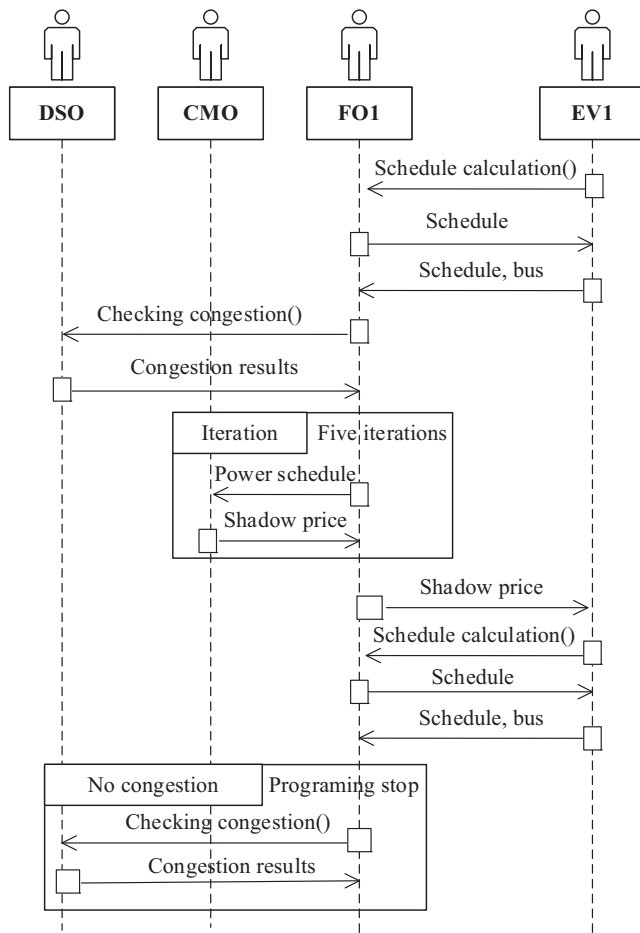 DSO
CMO
FO1
EV1
Schedule calculation()
Schedule
Schedule, bus
Checking congestion()
Congestion results
Iteration
Five iterations
Power schedule
Shadow price
Shadow price
Schedule calculation()
Schedule
Schedule, bus
No congestion
Programing stop
Checking congestion()
Congestion results